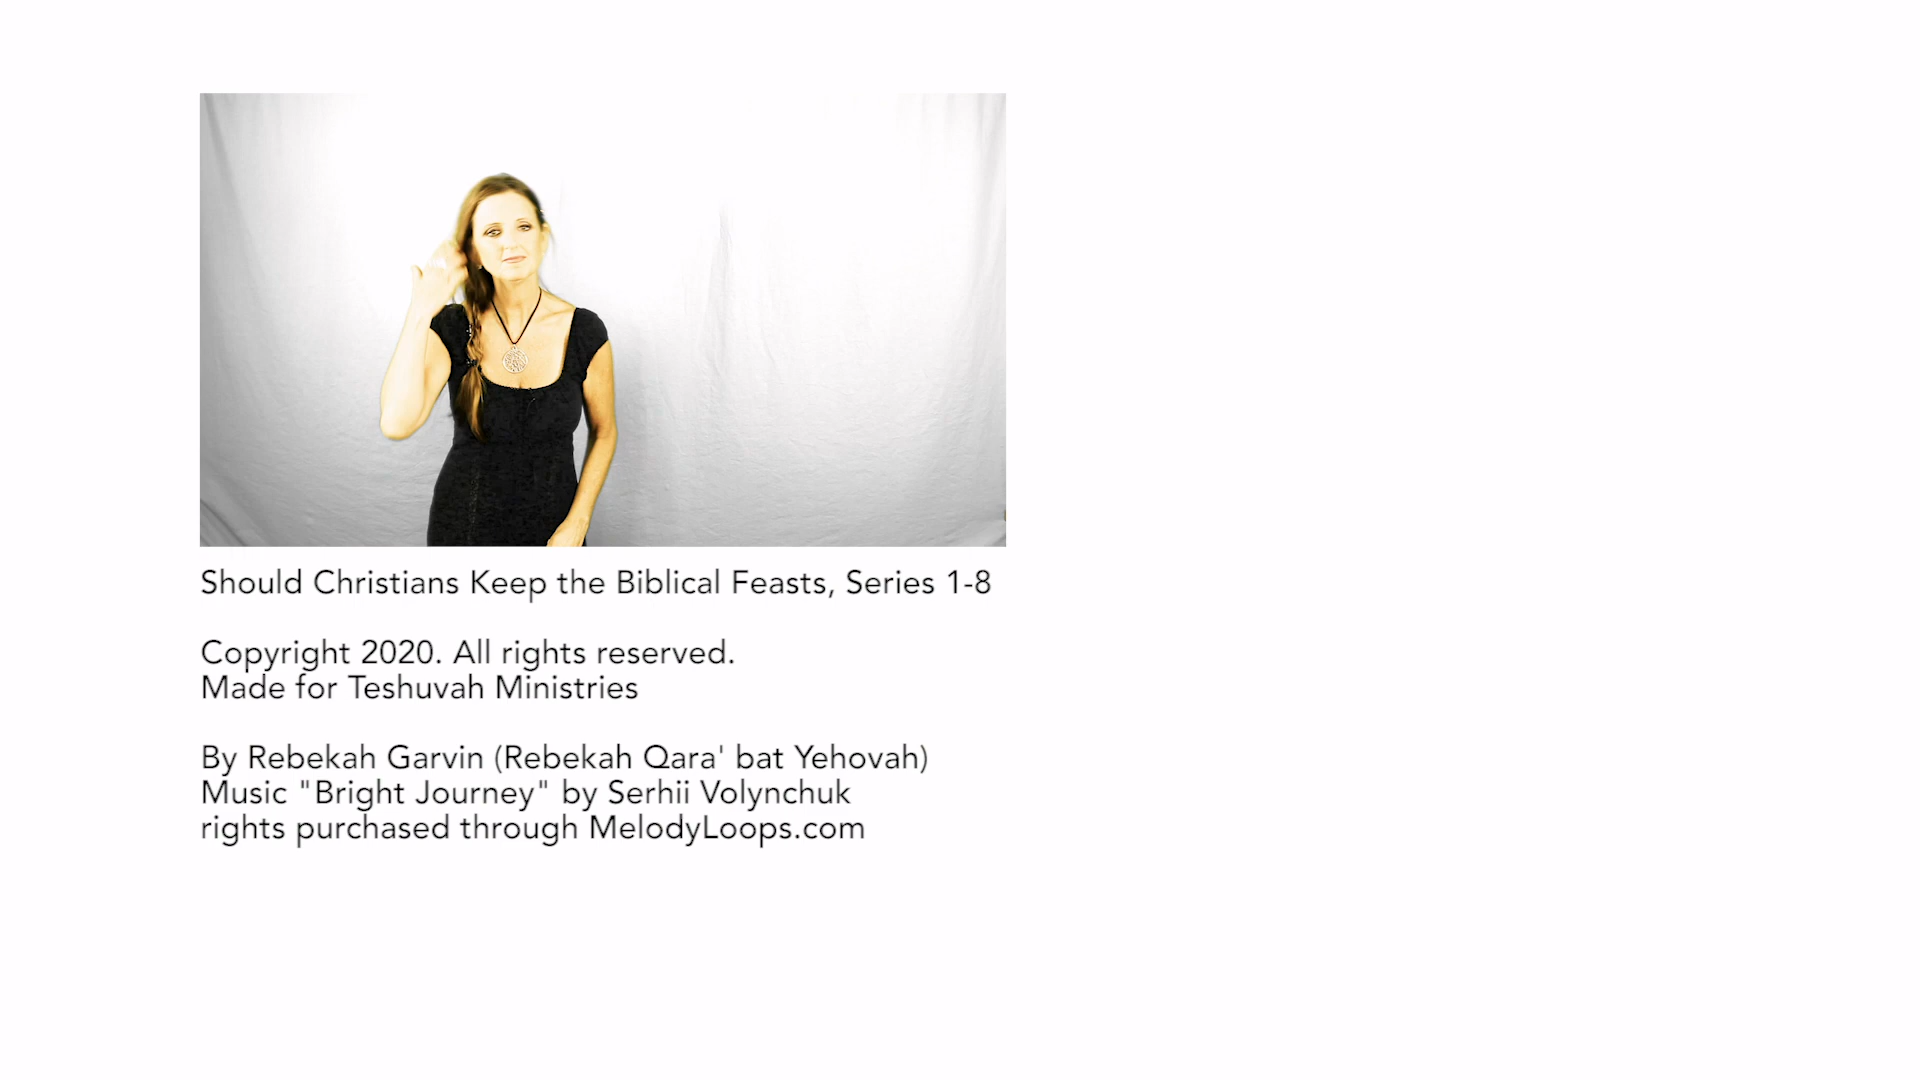 Should Christians Keep the Biblical Feasts, Series 1-8
Copyright 2020. All rights reserved.
Made for Teshuvah Ministries
By Rebekah Garvin (Rebekah Qara' bat Yehovah)
Music "Bright Journey" by Serhii Volynchuk
rights purchased through MelodyLoops.com